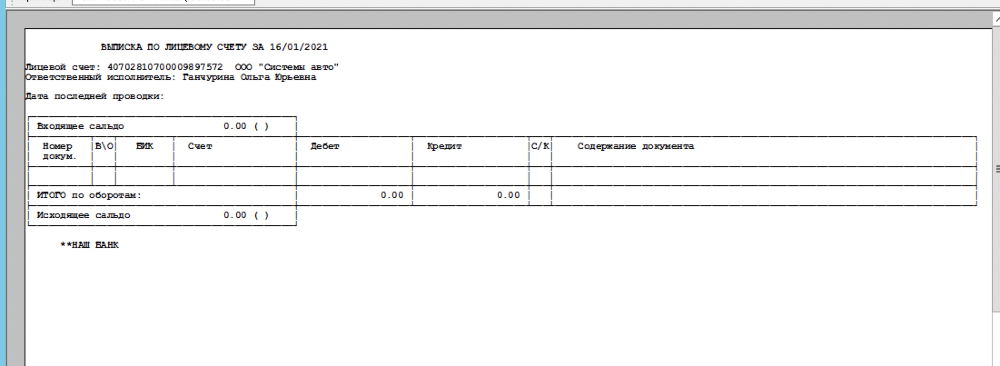 ВЫПИСКА ПО ЛИЦЕВОМУ СЧЕТУ ЗА 16/01/2021
Лицевой счет: 40702810700009897572 ООО "Системы авто"
Ответственный исполнитель: Ганчурина Ольга Юрьевна
Дата последней проводки:
Входящее сальдо 0.00 ( )
Номер докум. В\О БИК Счет Дебет Кредит С/К Содержание документа
ИТОГО по оборотам: 0.00 0.00
Исходящее сальдо 0.00 ( )
**НАШ БАНК